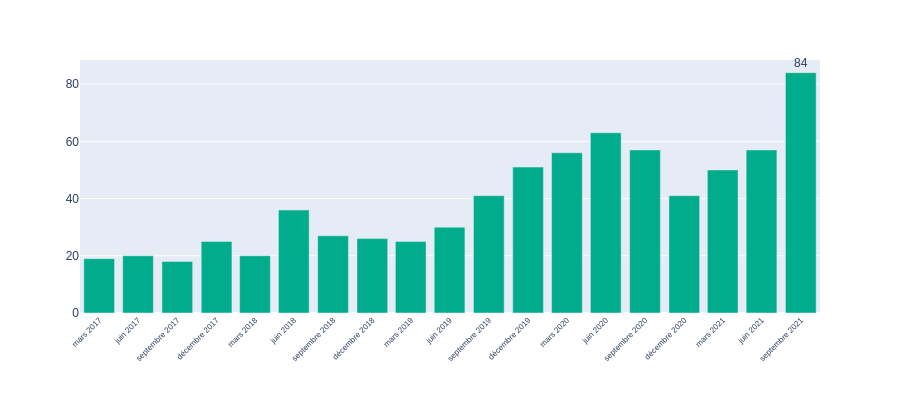 84
80
60
40
20
0
mars 2017
juin 2017
septembre 2017
décembre 2017
mars 2018
juin 2018
septembre 2018
décembre 2018
mars 2019
juin 2019
septembre 2019
décembre 2019
mars 2020
juin 2020
septembre 2020
décembre 2020
mars 2021
juin 2021
septembre 2021